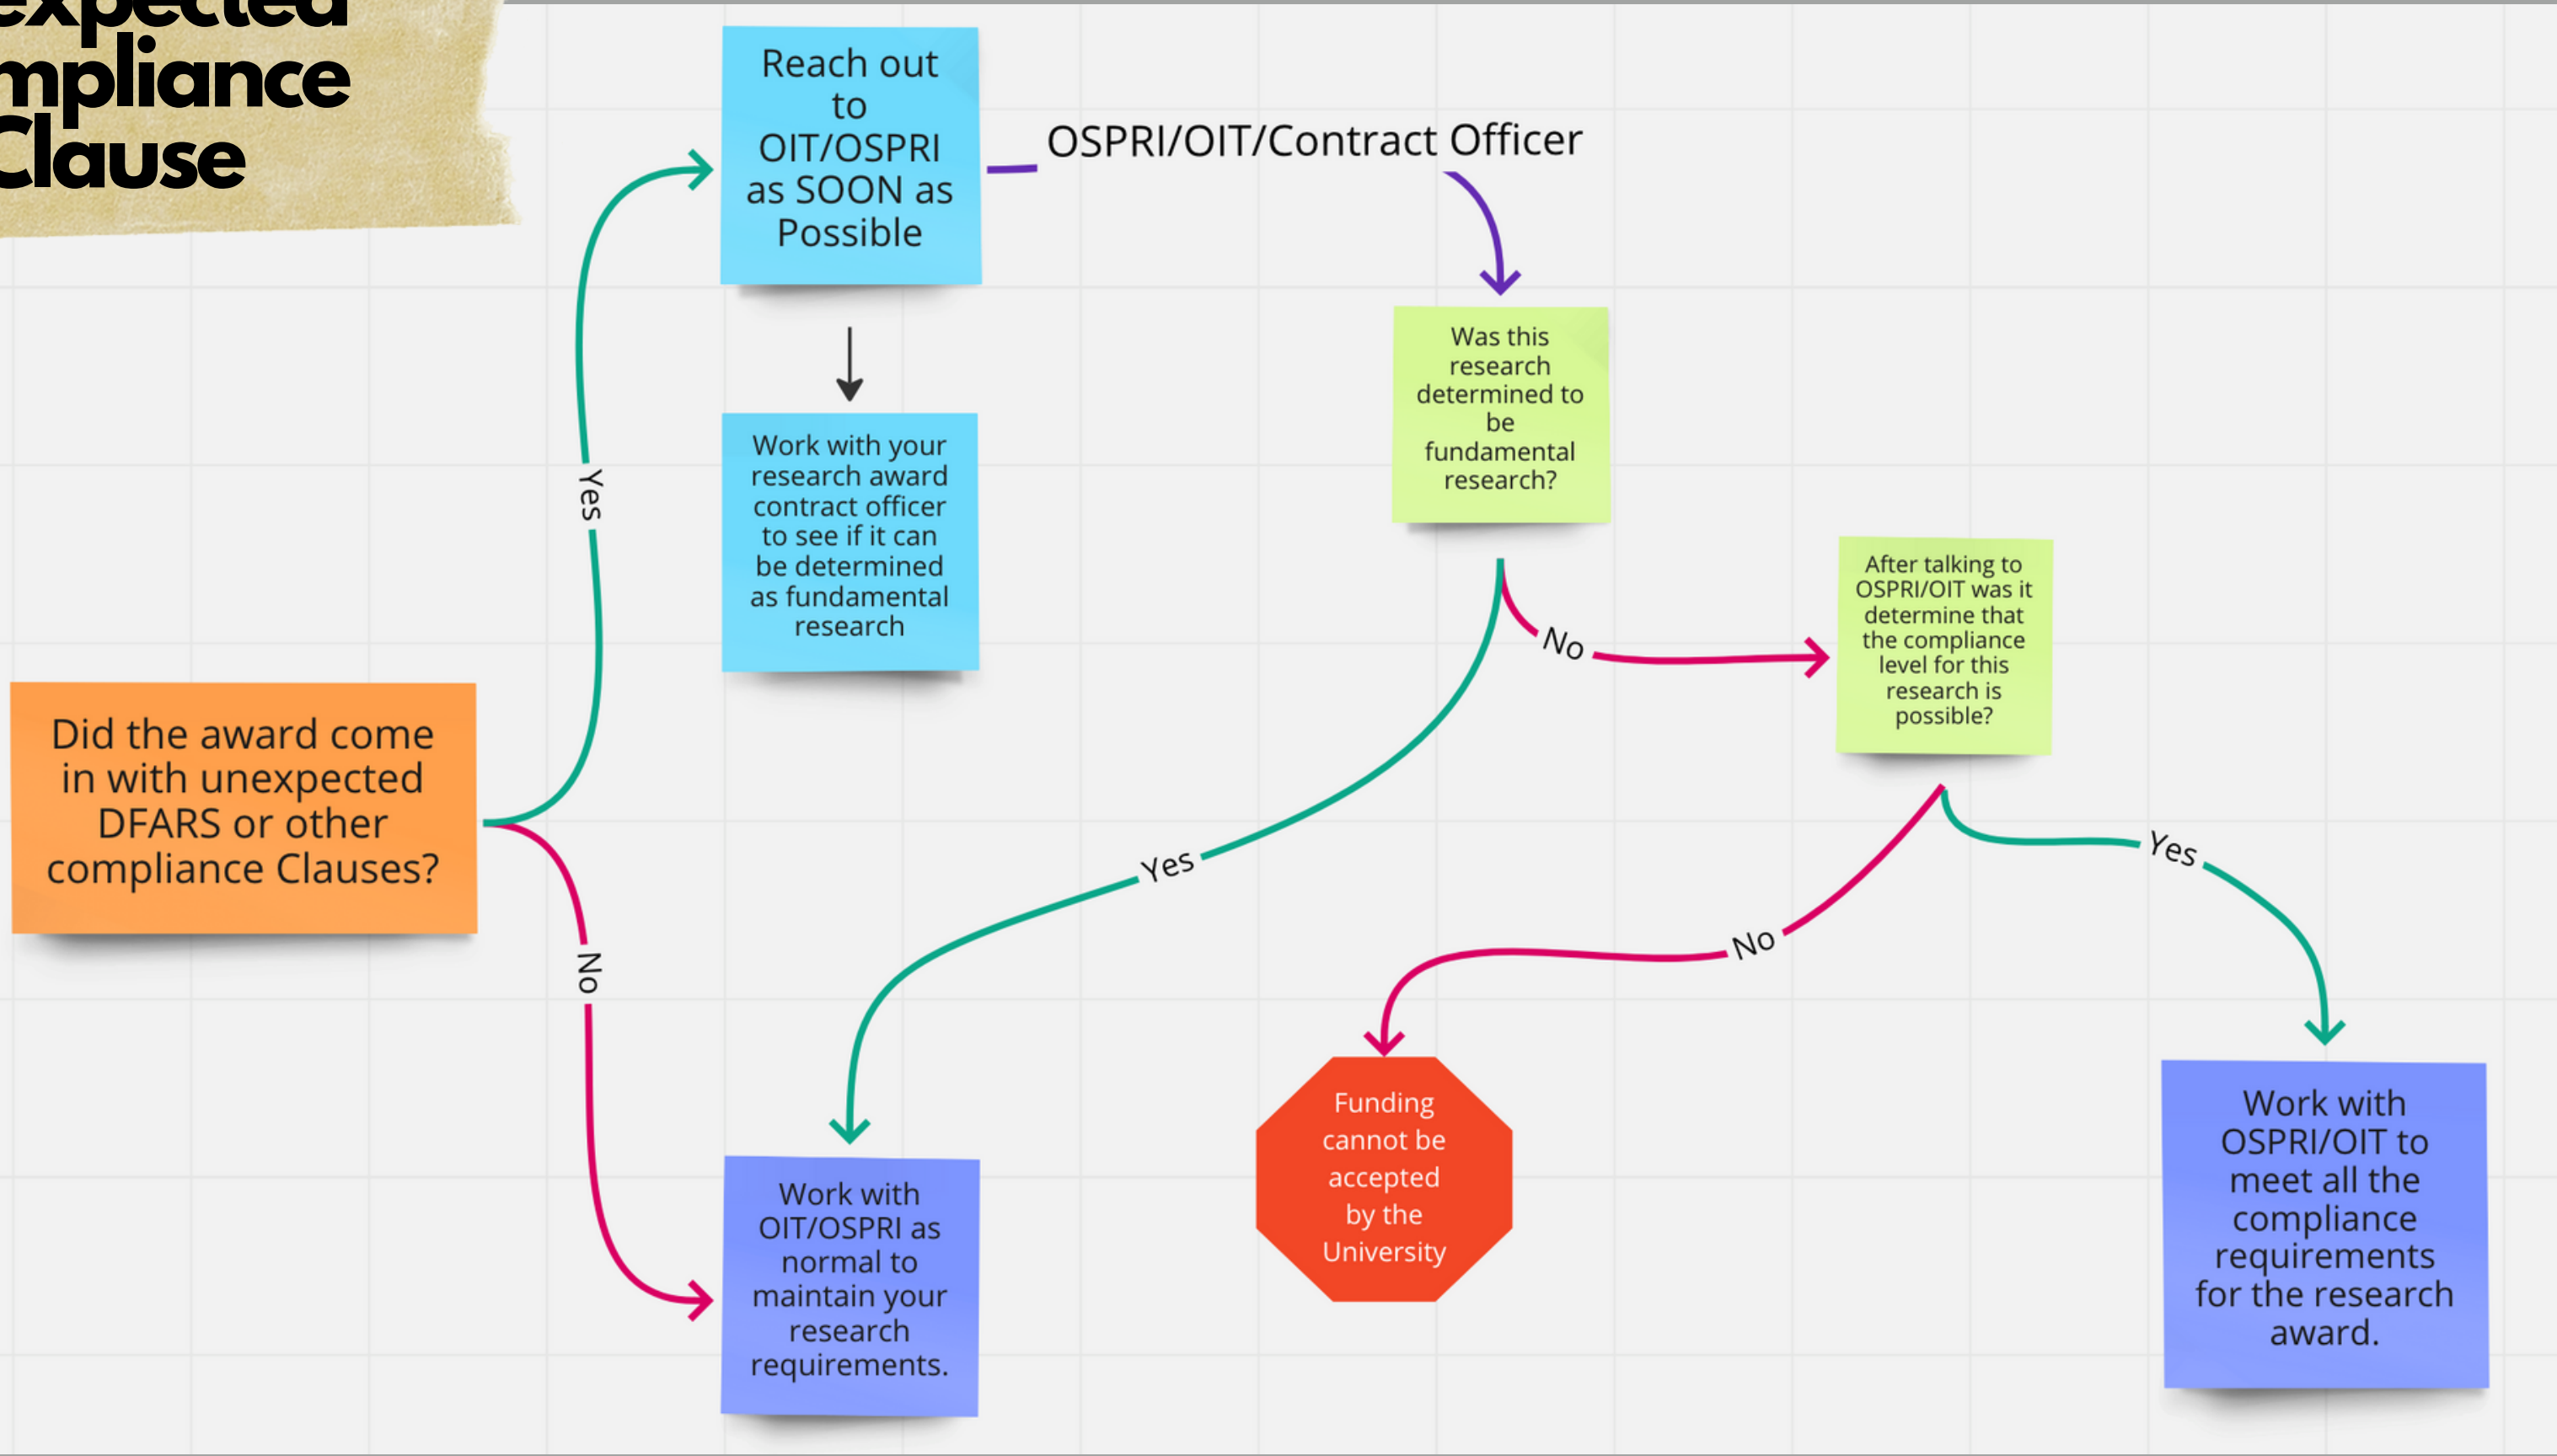 expected
mpliance
Clause
Reach out
to
OIT/OSPRI
as SOON as
Possible
OSPRI/OIT/Contract Officer
Work with your
research award
contract officer
to see if it can
be determined
as fundamental
research
Was this
research
determined to
be
fundamental
research?
Yes
No
After talking to
OSPRI/OIT was it
determine that
the compliance
level for this
research is
possible?
Did the award come
in with unexpected
DFARS or other
compliance Clauses?
Yes
Yes
No
No
Work with
OIT/OSPRI as
normal to
maintain your
research
requirements.
Funding
cannot be
accepted
by the
University
Work with
OSPRI/OIT to
meet all the
compliance
requirements
for the research
award.